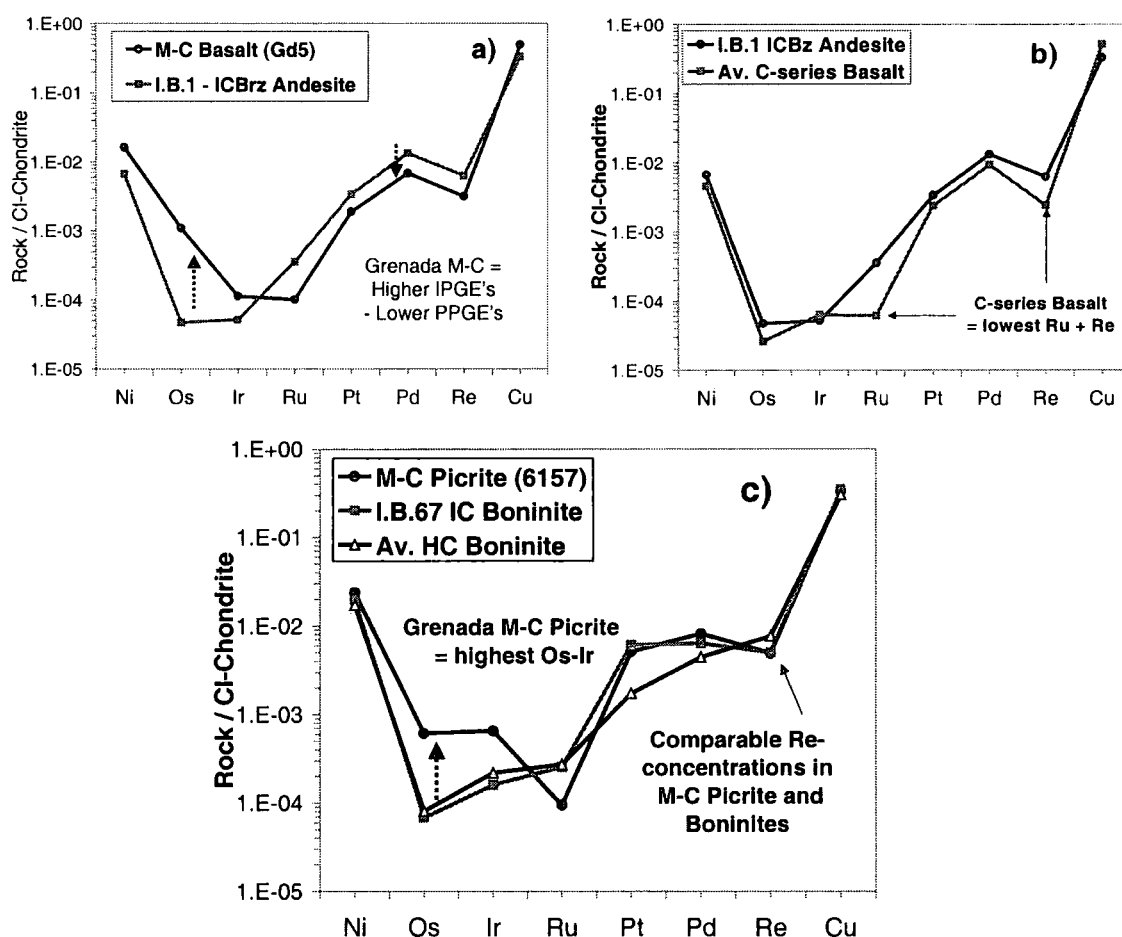 1.E+00
1.E-01
1.E-02
1.E-03
1.E-04
1.E-05
Rock / CI-Chondrite
M-C Basalt (Gd5)
I.B.1 - ICBrz Andesite
a)
Grenada M-C =
Higher IPGE's
- Lower PPGE's
Ni Os Ir Ru Pt Pd Re Cu
1.E+00
1.E-01
1.E-02
1.E-03
1.E-04
1.E-05
Rock / CI-Chondrite
I.B.1 ICBz Andesite
Av. C-series Basalt
b)
C-series Basalt
= lowest Ru + Re
Ni Os Ir Ru Pt Pd Re Cu
1.E+00
1.E-01
1.E-02
1.E-03
1.E-04
1.E-05
Rock / CI-Chondrite
M-C Picrite (6157)
I.B.67 IC Boninite
Av. HC Boninite
c)
Grenada M-C Picrite
= highest Os-Ir
Comparable Re-
concentrations in
M-C Picrite and
Boninites
Ni Os Ir Ru Pt Pd Re Cu